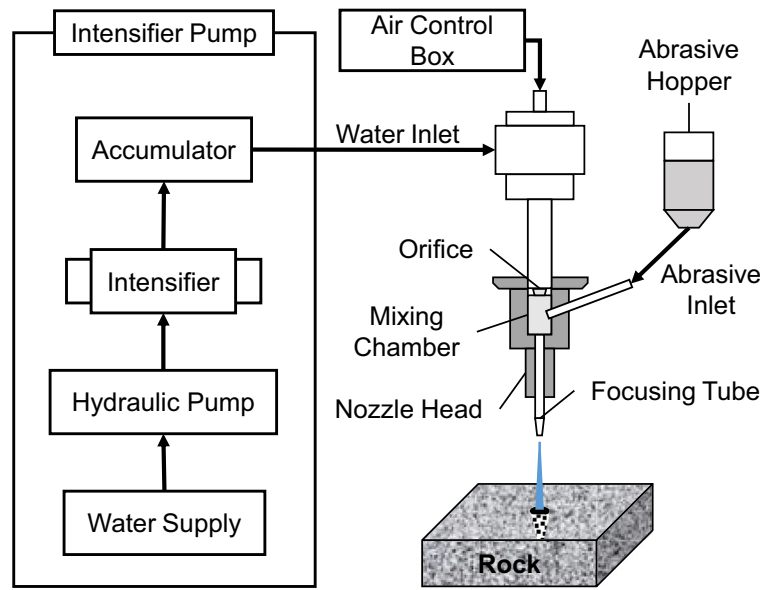 Intensifier Pump
Air Control
Box
Abrasive
Hopper
Accumulator
Water Inlet
Intensifier
Orifice
Abrasive
Inlet
Mixing
Chamber
Hydraulic Pump
Nozzle Head
Focusing Tube
Water Supply
Rock